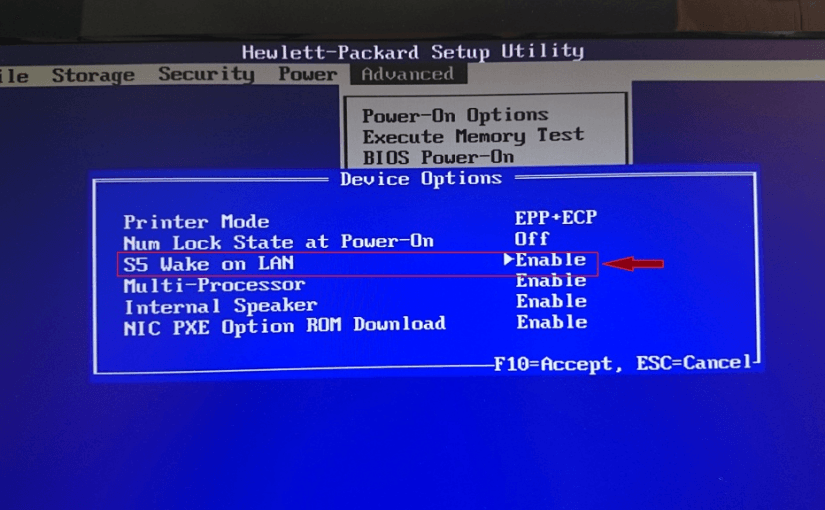 Hewlett-Packard Setup Utility
ile Storage Security Power Advanced
Power-On Options
Execute Memory Test
BIOS Power-On
Device Options
Printer Mode EPP+ECP
Num Lock State at Power-On Off
S5 Wake on LAN ▶Enable
Multi-Processor Enable
Internal Speaker Enable
NIC PXE Option ROM Download Enable
F10=Accept, ESC=Cancel